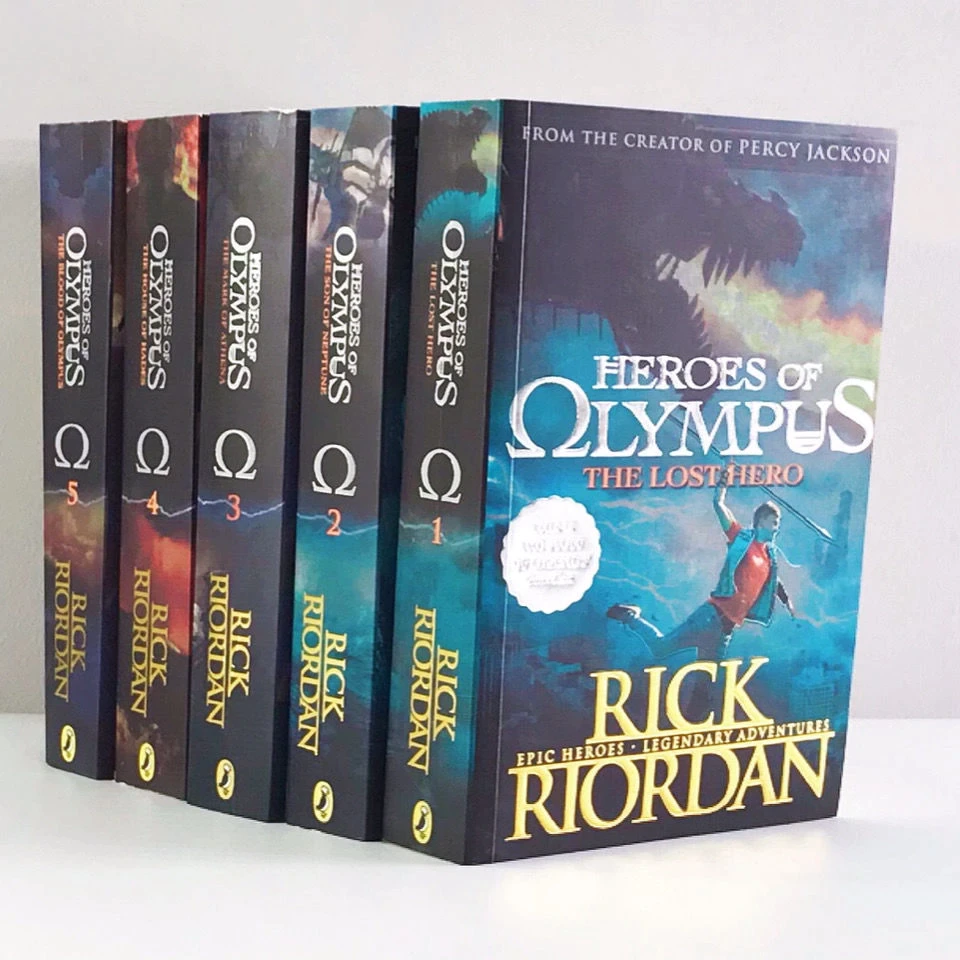 HEROES OF
OLYMPUS
THE BLOOD OF OLYMPUS
Ω
5
RICK
RIORDAN
HEROES OF
OLYMPUS
THE HOUSE OF HADES
Ω
4
RICK
RIORDAN
HEROES OF
OLYMPUS
THE MARK OF ATHENA
Ω
3
RICK
RIORDAN
HEROES OF
OLYMPUS
THE SON OF NEPTUNE
Ω
2
RICK
RIORDAN
HEROES OF
OLYMPUS
THE LOST HERO
Ω
1
RICK
RIORDAN
FROM THE CREATOR OF PERCY JACKSON
HEROES OF
ΩLYMPUS
THE LOST HERO
RICK
EPIC HEROES · LEGENDARY ADVENTURES
RIORDAN